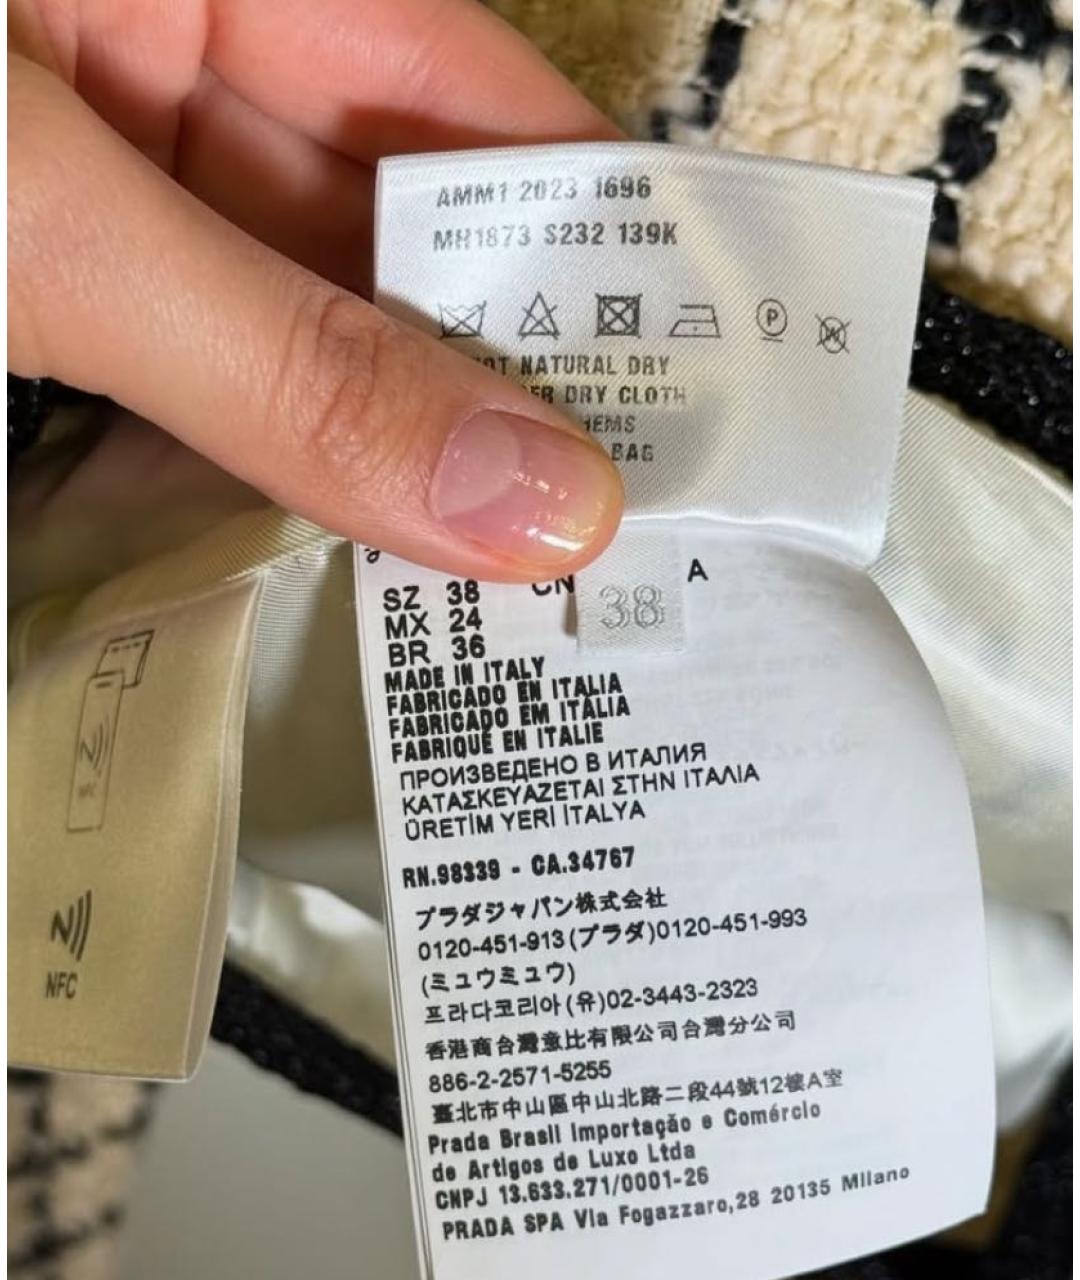 AMM1 2023 1696
MH1873 S232 139K
P
W
NATURAL DRY
DRY CLOTH
HEMS
BAG
SZ 38
CN
38
A
MX 24
BR 36
MADE IN ITALY
FABRICADO EN ITALIA
FABRICADO EM ITÁLIA
FABRIQUÉ EN ITALIE
ПРОИЗВЕДЕНО В ИТАЛИЯ
ΚΑΤΑΣΚΕΥΑΖΕΤΑΙ ΣΤΗΝ ΙΤΑΛΙΑ
ÜRETİM YERİ İTALYA
RN.98339 - CA.34767
プラダジャパン株式会社
0120-451-913(プラダ)0120-451-993
(ミュウミュウ)
프라다코리아(유)02-3443-2323
香港商台灣意比有限公司台灣分公司
886-2-2571-5255
臺北市中山區中山北路二段44號12樓A室
Prada Brasil Importação e Comércio
de Artigos de Luxo Ltda
CNPJ 13.633.271/0001-26
PRADA SPA Via Fogazzaro,28 20135 Milano
NFC